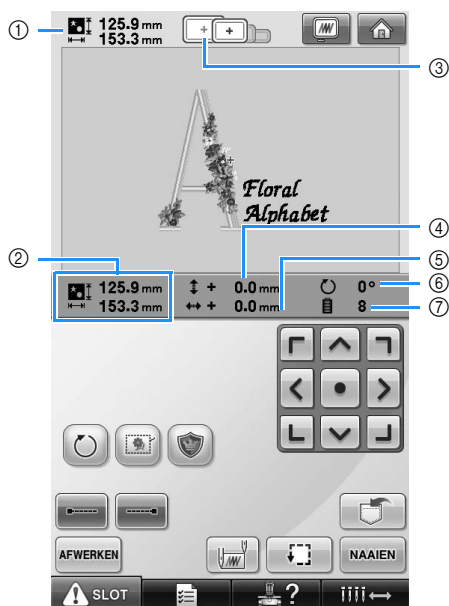 ① 125.9 mm
153.3 mm
③
Floral
Alphabet
② ④
⑤
125.9 mm + 0.0 mm 0° ⑥
153.3 mm + 0.0 mm 8 ⑦
AFWERKEN NAAIEN
SLOT ?